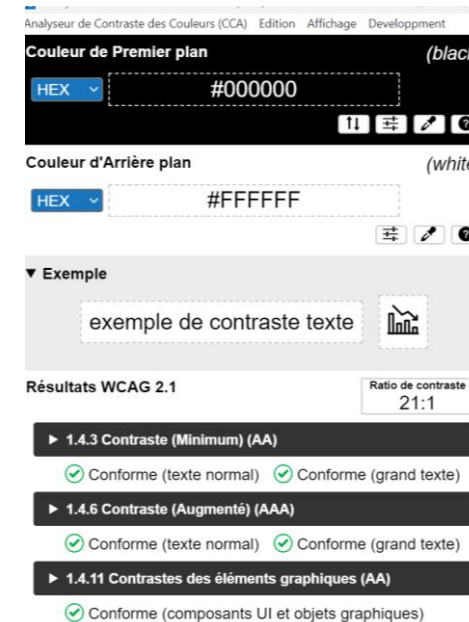 Analyseur de Contraste des Couleurs (CCA) Edition Affichage Developpment
Couleur de Premier plan (blac
HEX #000000
Couleur d'Arrière plan (white
HEX #FFFFFF
▼ Exemple
exemple de contraste texte
Résultats WCAG 2.1
Ratio de contraste
21:1
▶ 1.4.3 Contraste (Minimum) (AA)
Conforme (texte normal) Conforme (grand texte)
▶ 1.4.6 Contraste (Augmenté) (AAA)
Conforme (texte normal) Conforme (grand texte)
▶ 1.4.11 Contrastes des éléments graphiques (AA)
Conforme (composants UI et objets graphiques)